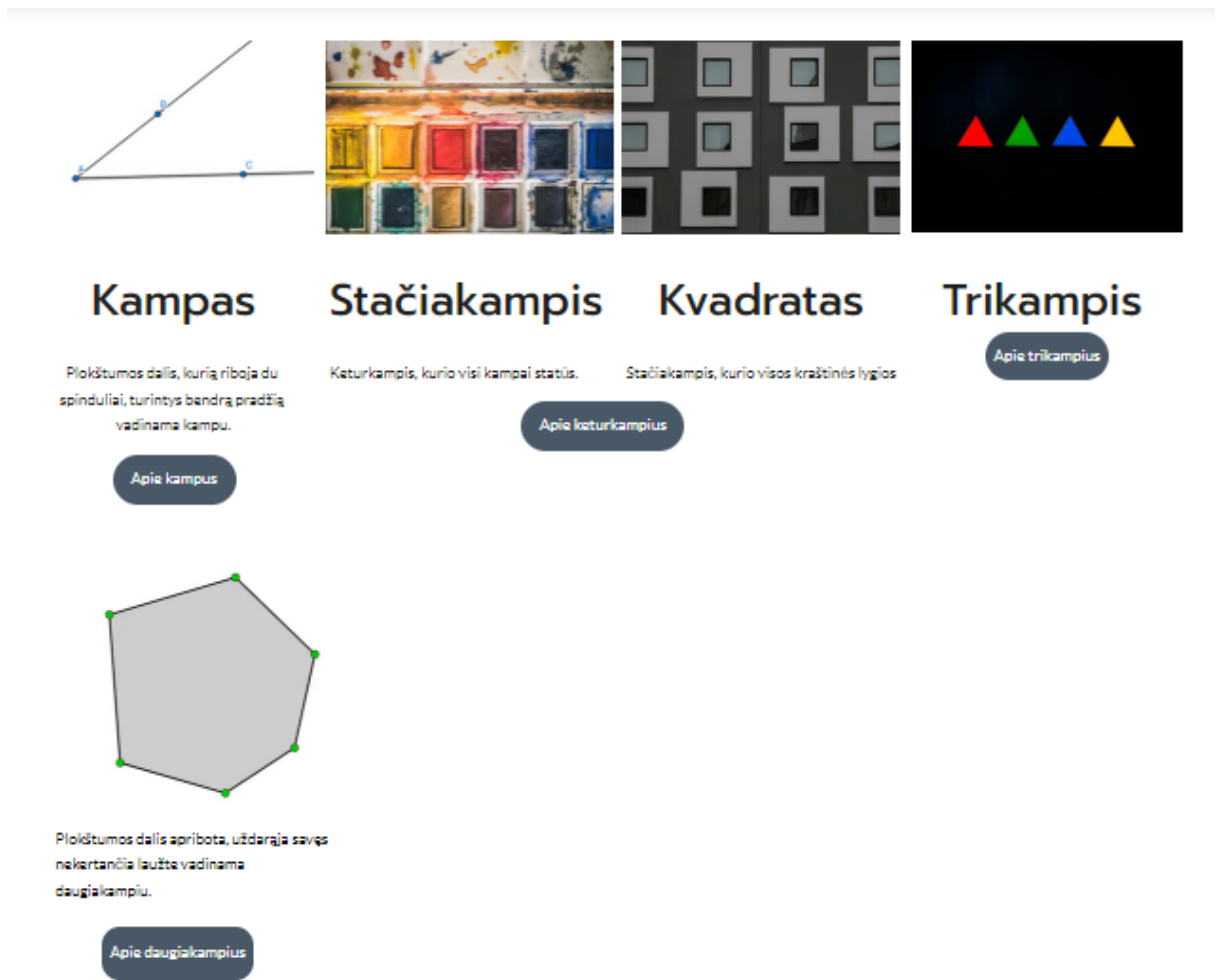 B
A
C
Kampas
Plokštumos dalis, kurią riboja du
spinduliai, turintys bendrą pradžią
vadinama kampu.
Apie kampus
Stačiakampis
Keturkampis, kurio visi kampai statūs.
Kvadratas
Stačiakampis, kurio visos kraštinės lygios
Apie keturkampius
Trikampis
Apie trikampius
Plokštumos dalis apribota, uždarąja savęs
nekertančia laužte vadinama
daugiakampiu.
Apie daugiakampius